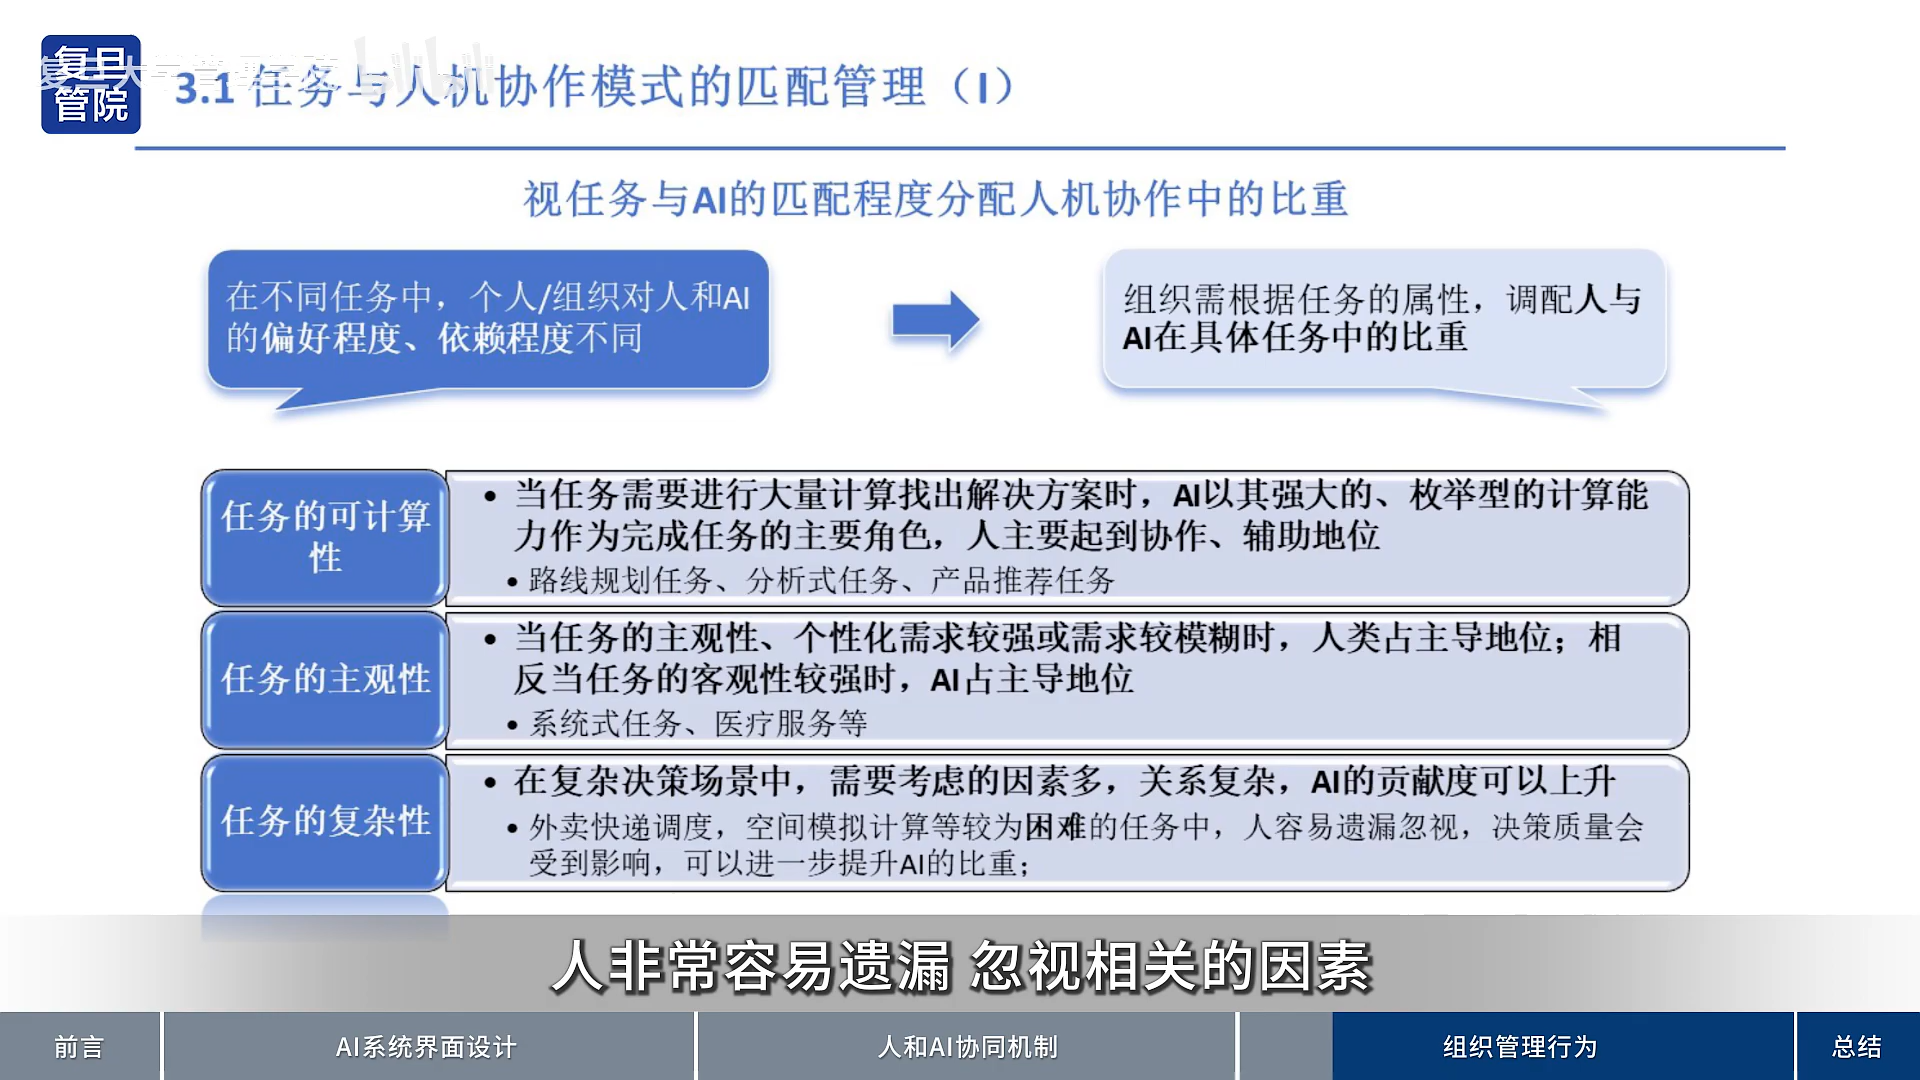 复旦
管院
复旦大学管理学院
3.1 任务与人机协作模式的匹配管理（I）
视任务与AI的匹配程度分配人机协作中的比重
在不同任务中，个人/组织对人和AI
的偏好程度、依赖程度不同
组织需根据任务的属性，调配人与
AI在具体任务中的比重
任务的可计算
性
• 当任务需要进行大量计算找出解决方案时，AI以其强大的、枚举型的计算能
力作为完成任务的主要角色，人主要起到协作、辅助地位
• 路线规划任务、分析式任务、产品推荐任务
任务的主观性
• 当任务的主观性、个性化需求较强或需求较模糊时，人类占主导地位；相
反当任务的客观性较强时，AI占主导地位
• 系统式任务、医疗服务等
任务的复杂性
• 在复杂决策场景中，需要考虑的因素多，关系复杂，AI的贡献度可以上升
• 外卖快递调度，空间模拟计算等较为困难的任务中，人容易遗漏忽视，决策质量会
受到影响，可以进一步提升AI的比重；
人非常容易遗漏 忽视相关的因素
前言
AI系统界面设计
人和AI协同机制
组织管理行为
总结